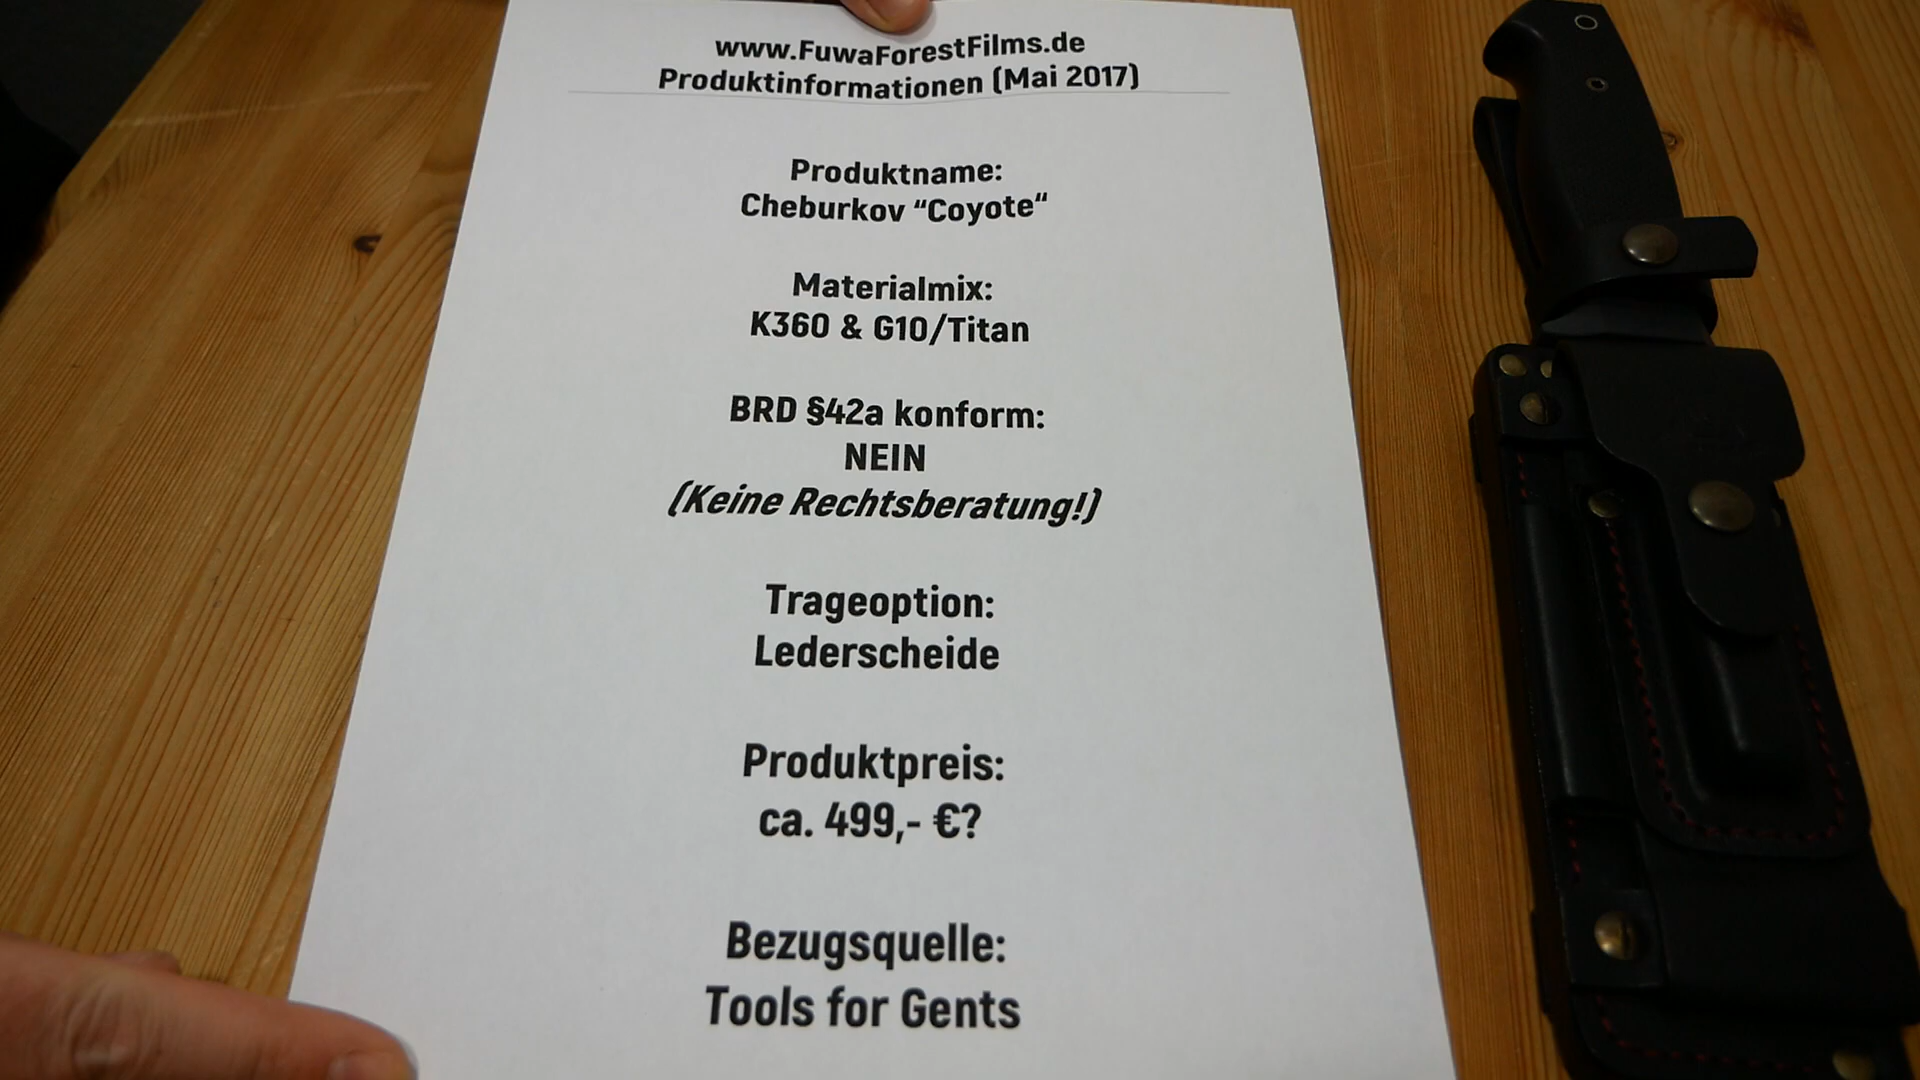 www.FuwaForestFilms.de
Produktinformationen (Mai 2017)
Produktname:
Cheburkov “Coyote“
Materialmix:
K360 & G10/Titan
BRD §42a konform:
NEIN
(Keine Rechtsberatung!)
Trageoption:
Lederscheide
Produktpreis:
ca. 499,- €?
Bezugsquelle:
Tools for Gents